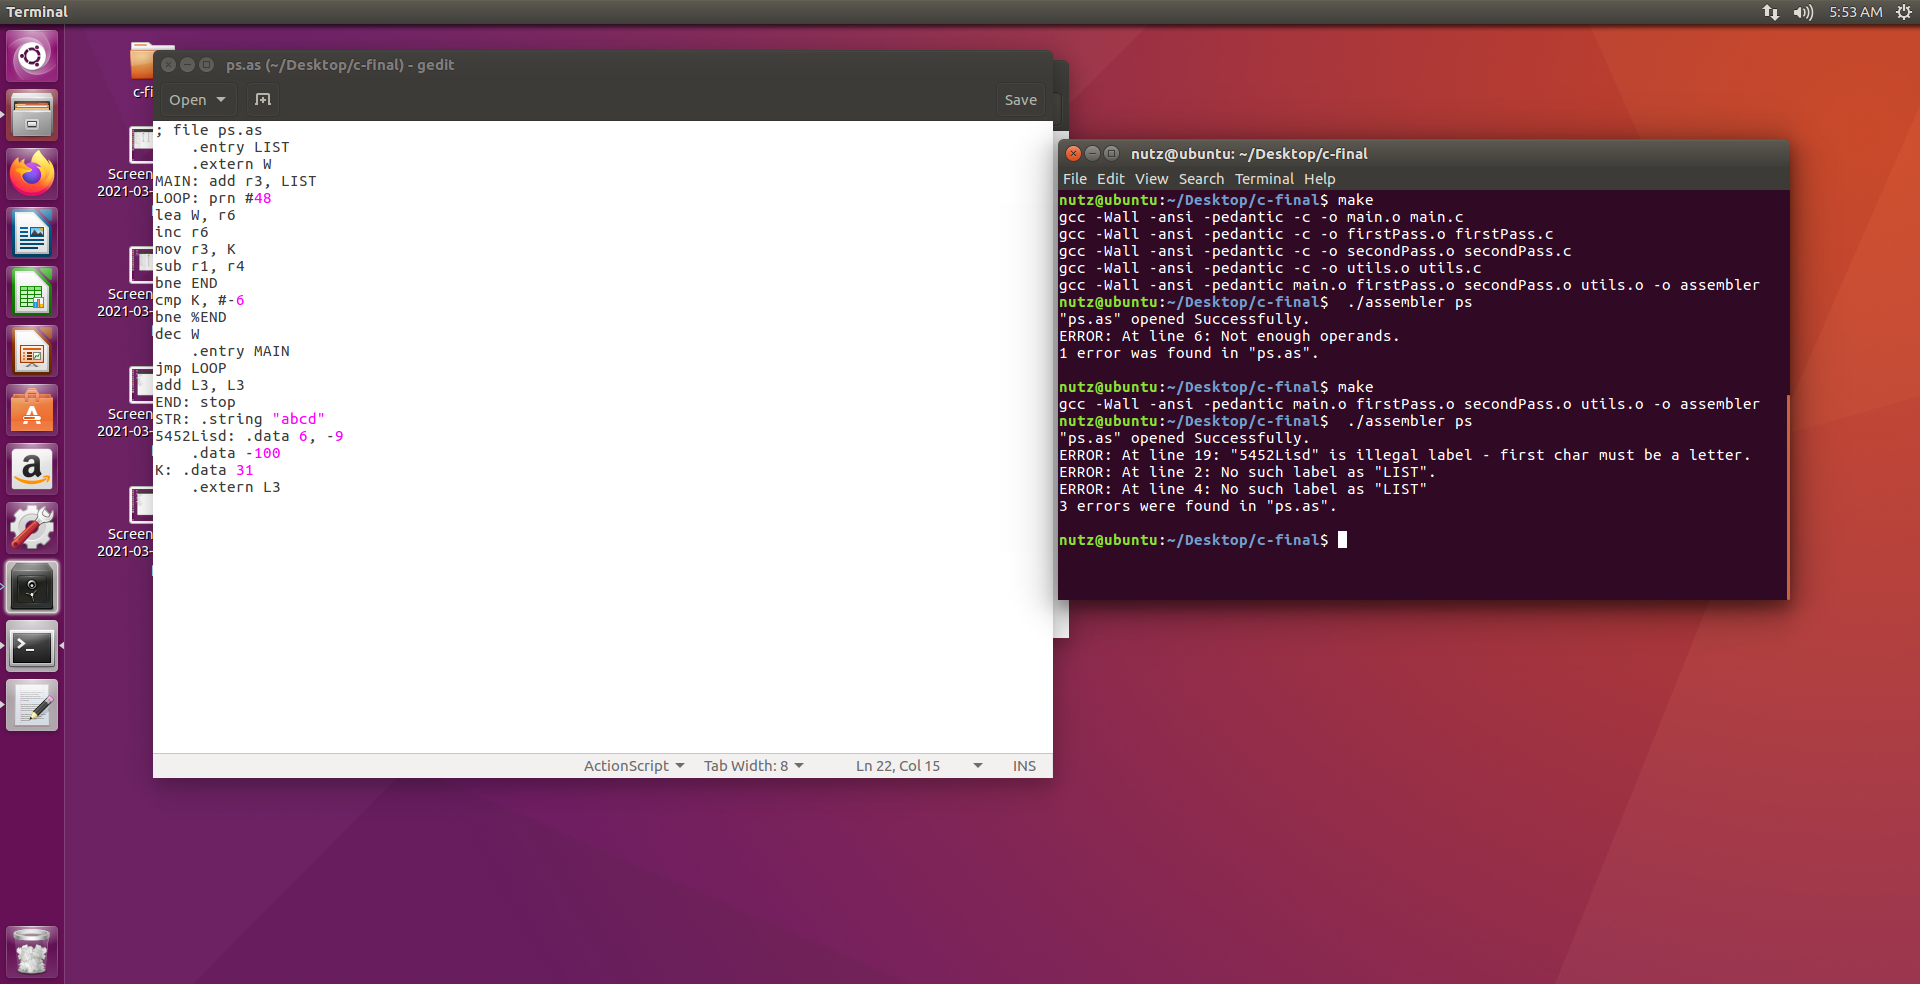 Terminal
5:53 AM
c-fi
Screen
2021-03-
Screen
2021-03-
Screen
2021-03-
Screen
2021-03-
ps.as (~/Desktop/c-final) - gedit
Open
Save
; file ps.as
.entry LIST
.extern W
MAIN: add r3, LIST
LOOP: prn #48
lea W, r6
inc r6
mov r3, K
sub r1, r4
bne END
cmp K, #-6
bne %END
dec W
.entry MAIN
jmp LOOP
add L3, L3
END: stop
STR: .string "abcd"
5452Lisd: .data 6, -9
.data -100
K: .data 31
.extern L3
ActionScript Tab Width: 8 Ln 22, Col 15 INS
nutz@ubuntu: ~/Desktop/c-final
File Edit View Search Terminal Help
nutz@ubuntu:~/Desktop/c-final$ make
gcc -Wall -ansi -pedantic -c -o main.o main.c
gcc -Wall -ansi -pedantic -c -o firstPass.o firstPass.c
gcc -Wall -ansi -pedantic -c -o secondPass.o secondPass.c
gcc -Wall -ansi -pedantic -c -o utils.o utils.c
gcc -Wall -ansi -pedantic main.o firstPass.o secondPass.o utils.o -o assembler
nutz@ubuntu:~/Desktop/c-final$  ./assembler ps
"ps.as" opened Successfully.
ERROR: At line 6: Not enough operands.
1 error was found in "ps.as".
nutz@ubuntu:~/Desktop/c-final$ make
gcc -Wall -ansi -pedantic main.o firstPass.o secondPass.o utils.o -o assembler
nutz@ubuntu:~/Desktop/c-final$  ./assembler ps
"ps.as" opened Successfully.
ERROR: At line 19: "5452Lisd" is illegal label - first char must be a letter.
ERROR: At line 2: No such label as "LIST".
ERROR: At line 4: No such label as "LIST"
3 errors were found in "ps.as".
nutz@ubuntu:~/Desktop/c-final$